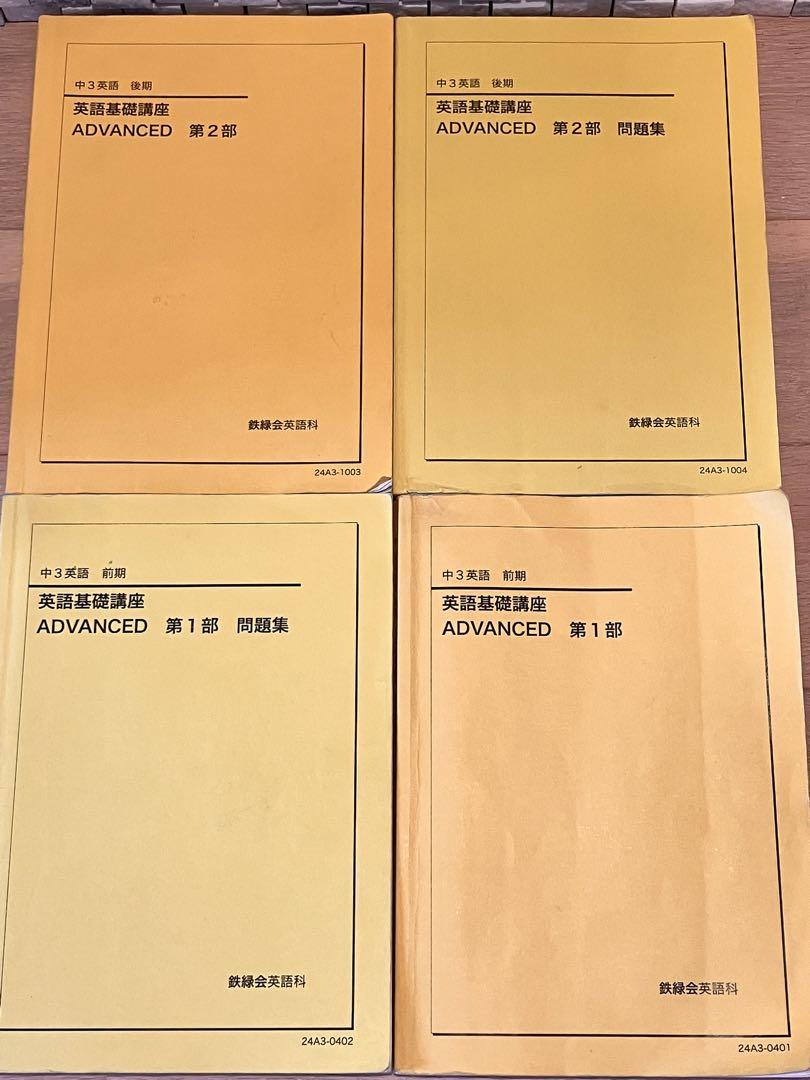 中３英語　後期
英語基礎講座
ADVANCED　第２部
鉄緑会英語科
24A3-1003
中３英語　後期
英語基礎講座
ADVANCED　第２部　問題集
鉄緑会英語科
24A3-1004
中３英語　前期
英語基礎講座
ADVANCED　第１部　問題集
鉄緑会英語科
24A3-0402
中３英語　前期
英語基礎講座
ADVANCED　第１部
鉄緑会英語科
24A3-0401